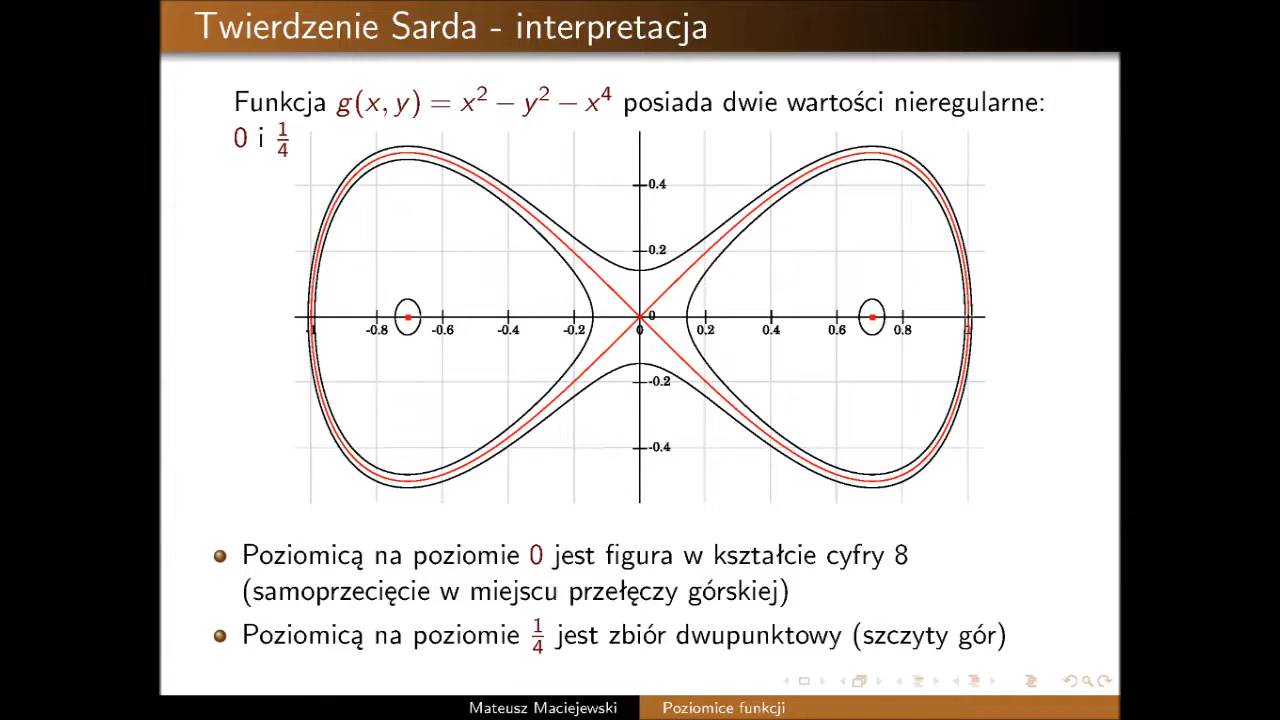 Twierdzenie Sarda - interpretacja
Funkcja g(x, y) = x² − y² − x⁴ posiada dwie wartości nieregularne:
0 i 1/4
0.4
0.2
-1 -0.8 -0.6 -0.4 -0.2 0 0 0.2 0.4 0.6 0.8 1
-0.2
-0.4
Poziomicą na poziomie 0 jest figura w kształcie cyfry 8
(samoprzecięcie w miejscu przełęczy górskiej)
Poziomicą na poziomie 1/4 jest zbiór dwupunktowy (szczyty gór)
Mateusz Maciejewski Poziomice funkcji